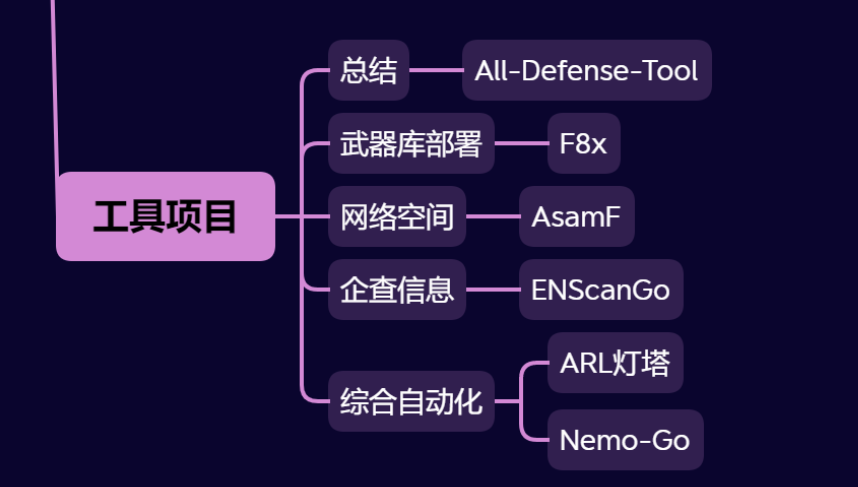 工具项目
总结
All-Defense-Tool
武器库部署
F8x
网络空间
AsamF
企查信息
ENScanGo
综合自动化
ARL灯塔
Nemo-Go